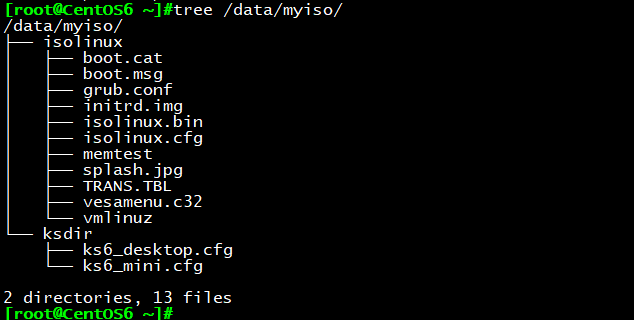 [root@CentOS6 ~]#tree /data/myiso/
/data/myiso/
├── isolinux
│   ├── boot.cat
│   ├── boot.msg
│   ├── grub.conf
│   ├── initrd.img
│   ├── isolinux.bin
│   ├── isolinux.cfg
│   ├── memtest
│   ├── splash.jpg
│   ├── TRANS.TBL
│   ├── vesamenu.c32
│   └── vmlinuz
└── ksdir
    ├── ks6_desktop.cfg
    └── ks6_mini.cfg
2 directories, 13 files
[root@CentOS6 ~]#